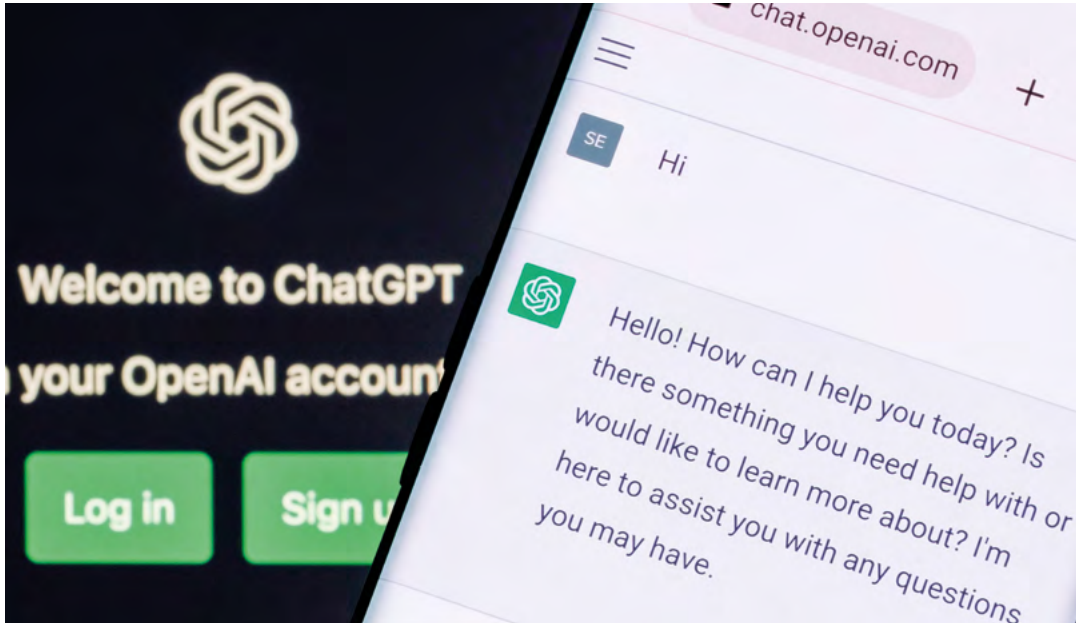 Welcome to ChatGPT
your OpenAI account
Log in
Sign u
chat.openai.com
+
SE
Hi
Hello! How can I help you today? Is
there something you need help with or
would like to learn more about? I'm
here to assist you with any questions
you may have.